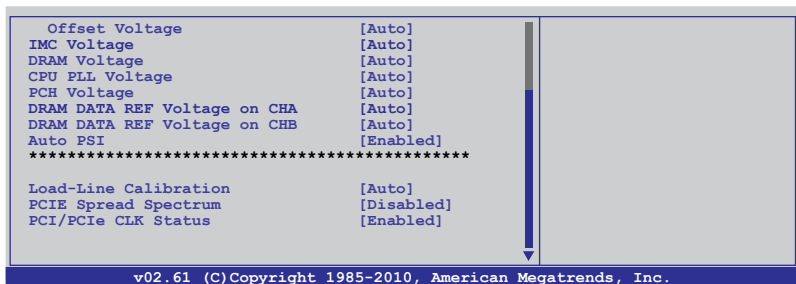 Offset Voltage [Auto]
IMC Voltage [Auto]
DRAM Voltage [Auto]
CPU PLL Voltage [Auto]
PCH Voltage [Auto]
DRAM DATA REF Voltage on CHA [Auto]
DRAM DATA REF Voltage on CHB [Auto]
Auto PSI [Enabled]
**********************************************
Load-Line Calibration [Auto]
PCIE Spread Spectrum [Disabled]
PCI/PCIe CLK Status [Enabled]
v02.61 (C)Copyright 1985-2010, American Megatrends, Inc.